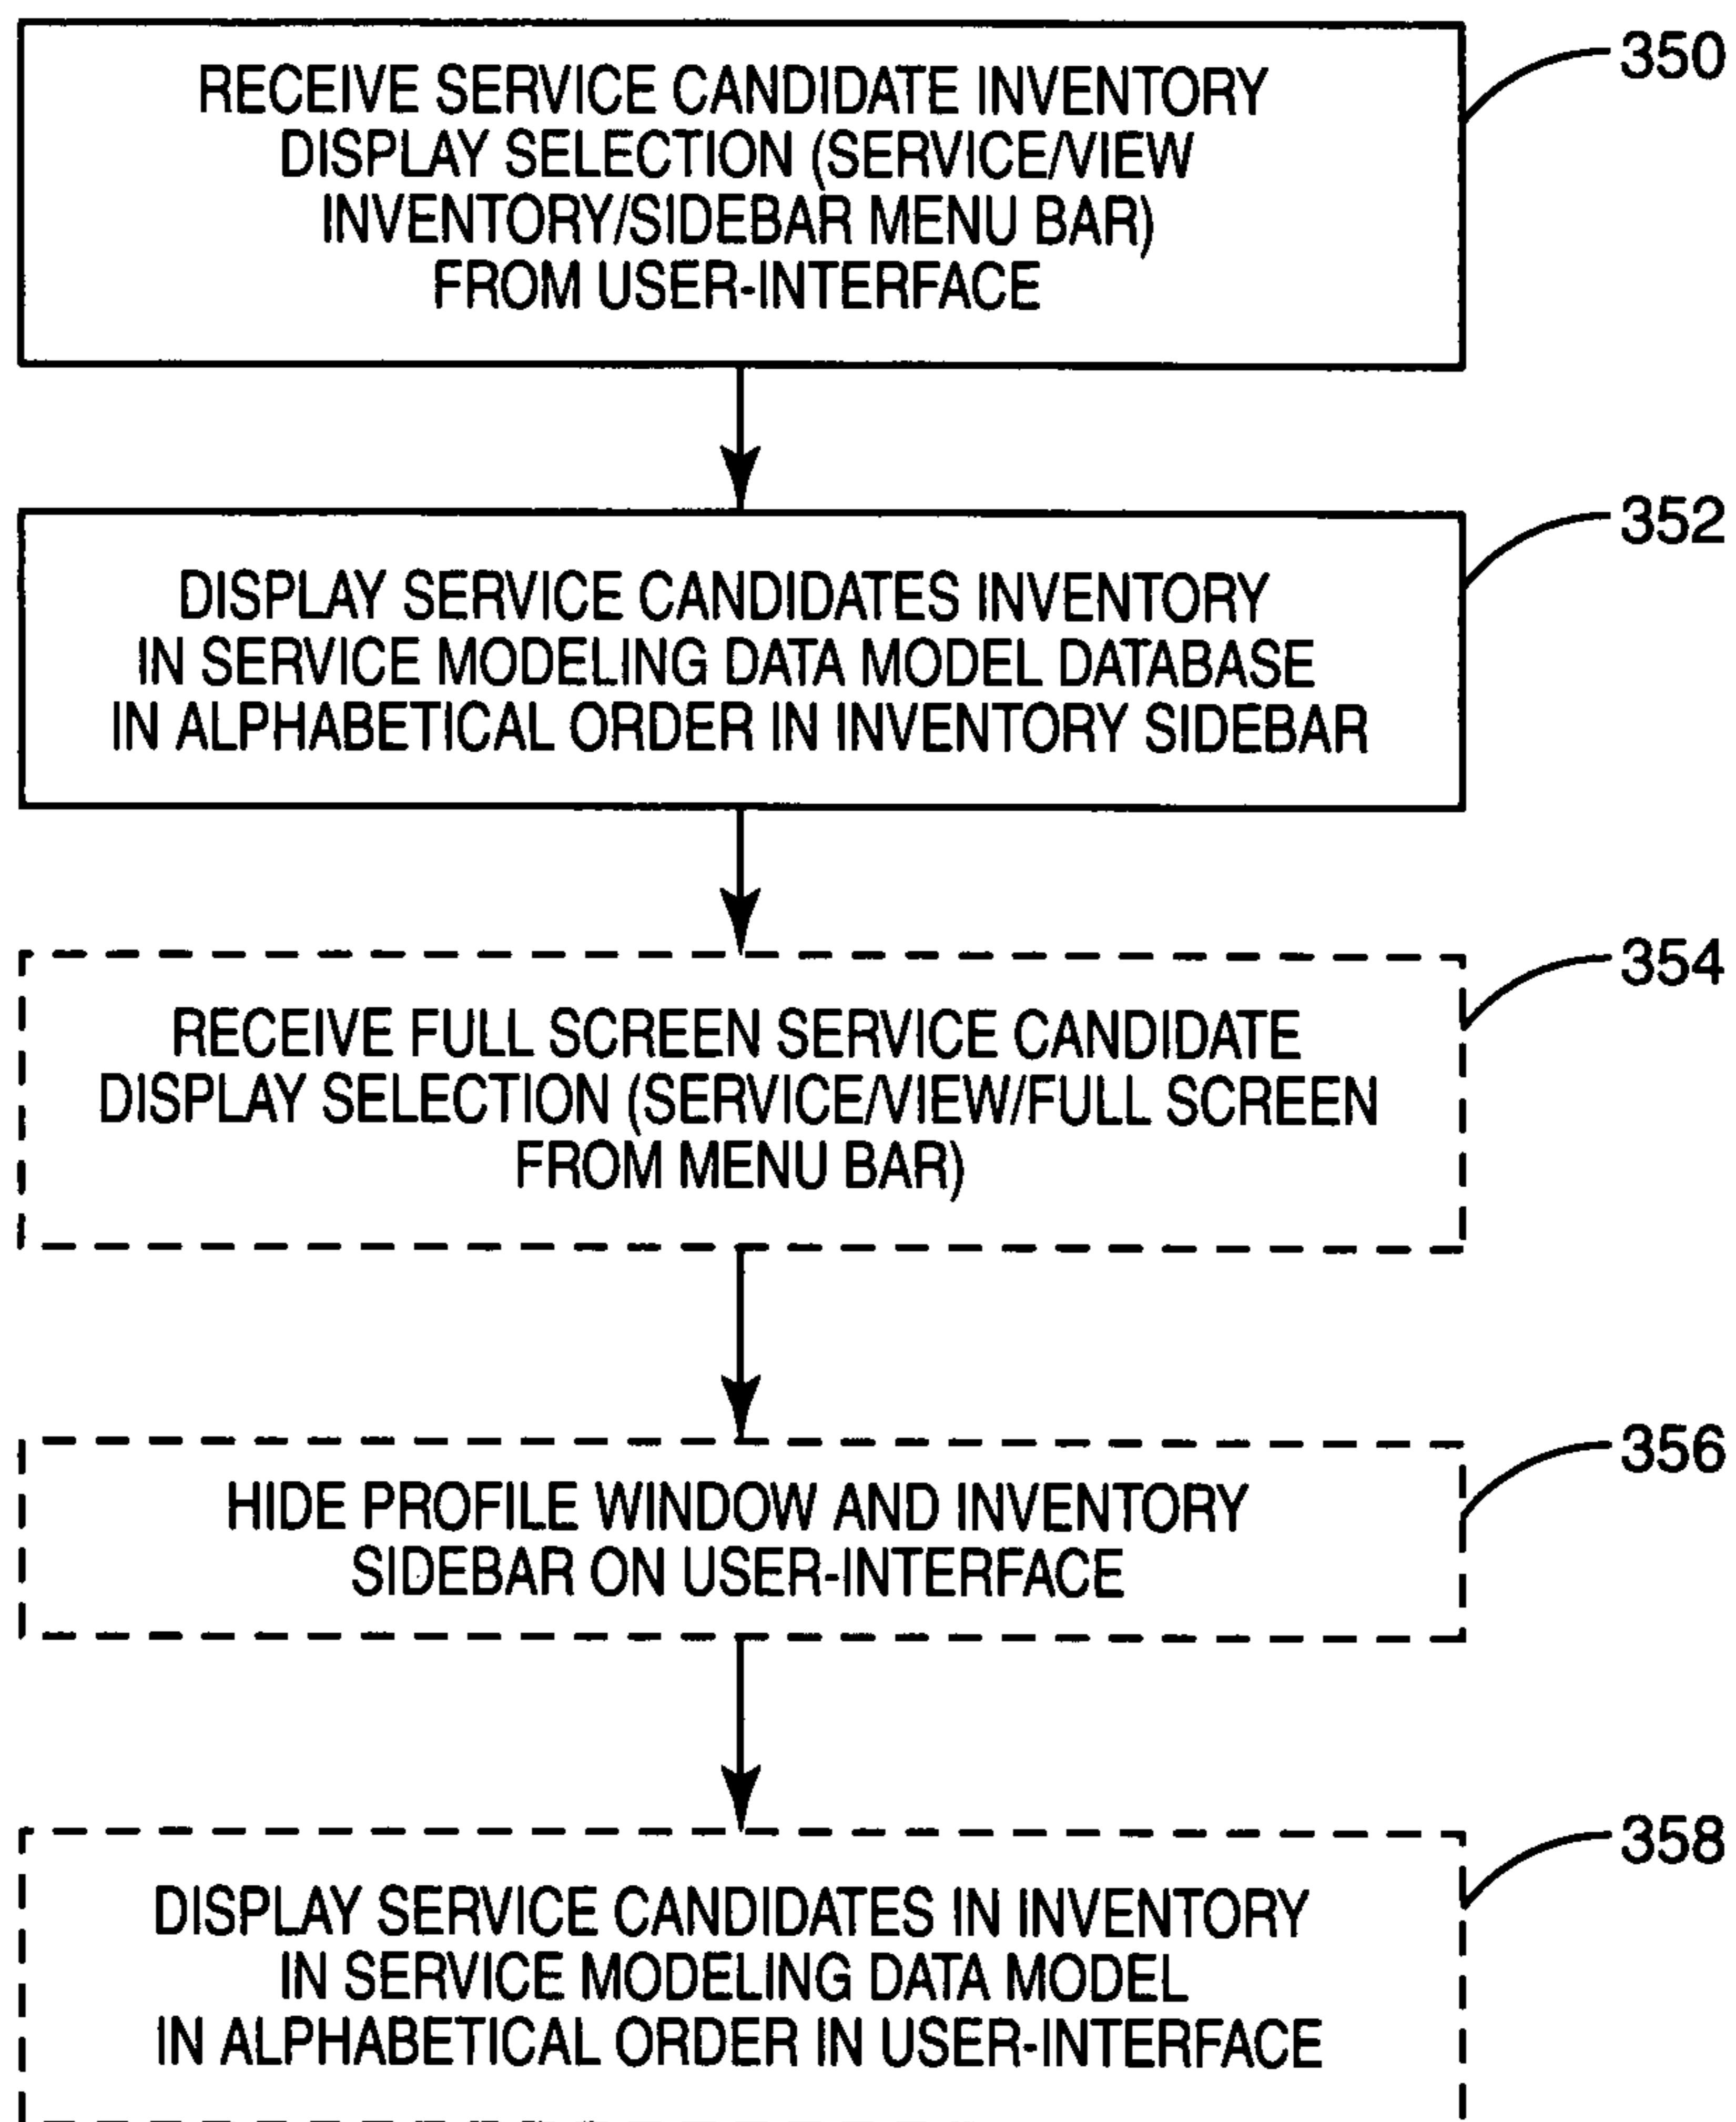 RECEIVE SERVICE CANDIDATE INVENTORY
DISPLAY SELECTION (SERVICE/VIEW
INVENTORY/SIDEBAR MENU BAR)
FROM USER-INTERFACE
350
DISPLAY SERVICE CANDIDATES INVENTORY
IN SERVICE MODELING DATA MODEL DATABASE
IN ALPHABETICAL ORDER IN INVENTORY SIDEBAR
352
RECEIVE FULL SCREEN SERVICE CANDIDATE
DISPLAY SELECTION (SERVICE/VIEW/FULL SCREEN
FROM MENU BAR)
354
HIDE PROFILE WINDOW AND INVENTORY
SIDEBAR ON USER-INTERFACE
356
DISPLAY SERVICE CANDIDATES IN INVENTORY
IN SERVICE MODELING DATA MODEL
IN ALPHABETICAL ORDER IN USER-INTERFACE
358